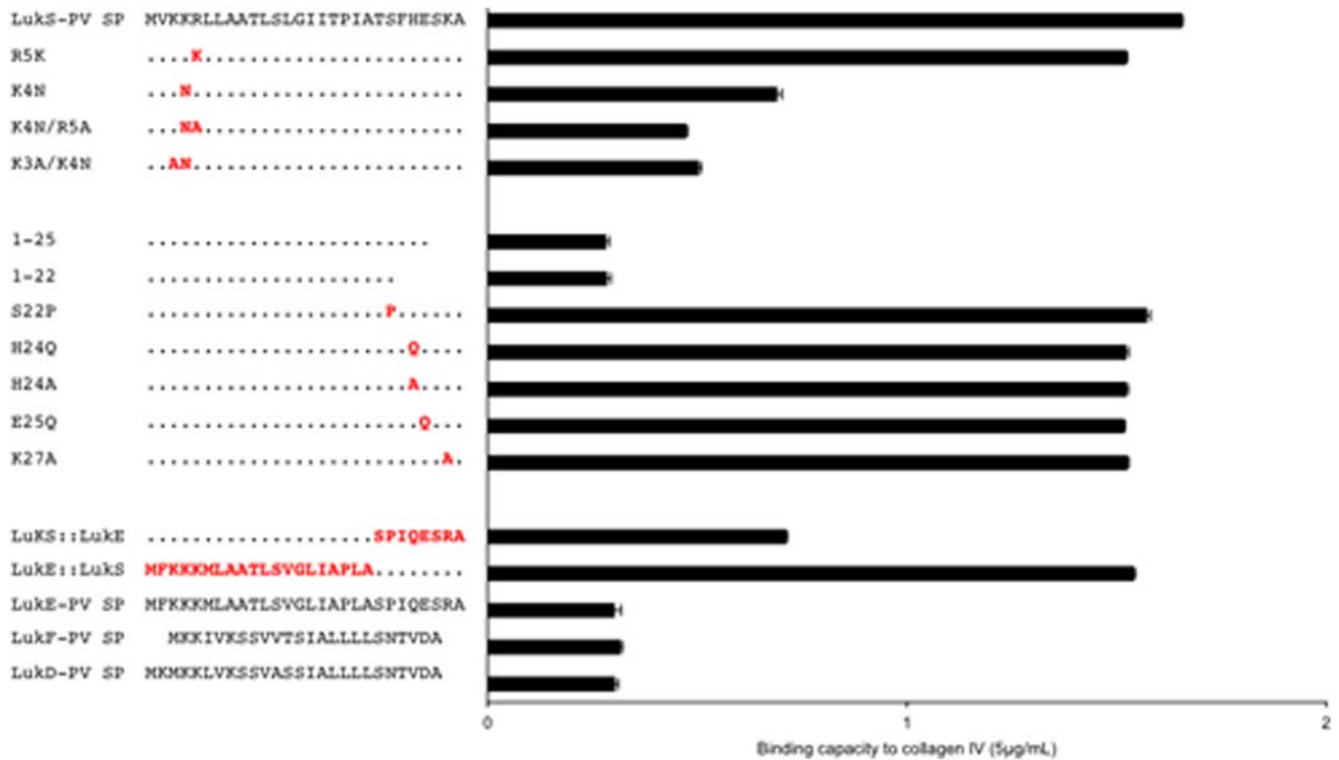 LukS-PV SP MVKKRLLAATLSLGIITPIATSFHESKA
R5K ....K.......................
K4N ...N........................
K4N/R5A ...NA.......................
K3A/K4N ..AN........................
1-25 .........................
1-22 ......................
S22P .....................P......
H24Q .......................Q....
H24A .......................A....
E25Q ........................Q...
K27A ..........................A.
LuKS::LukE ....................SPIQESRA
LukE::LukS MFKKKMLAATLSVGLIAPLA........
LukE-PV SP MFKKKMLAATLSVGLIAPLASPIQESRA
LukF-PV SP MKKIVKSSVVTSIALLLLSNTVDA
LukD-PV SP MKMKKLVKSSVASSIALLLLSNTVDA
0 1 2
Binding capacity to collagen IV (5µg/mL)